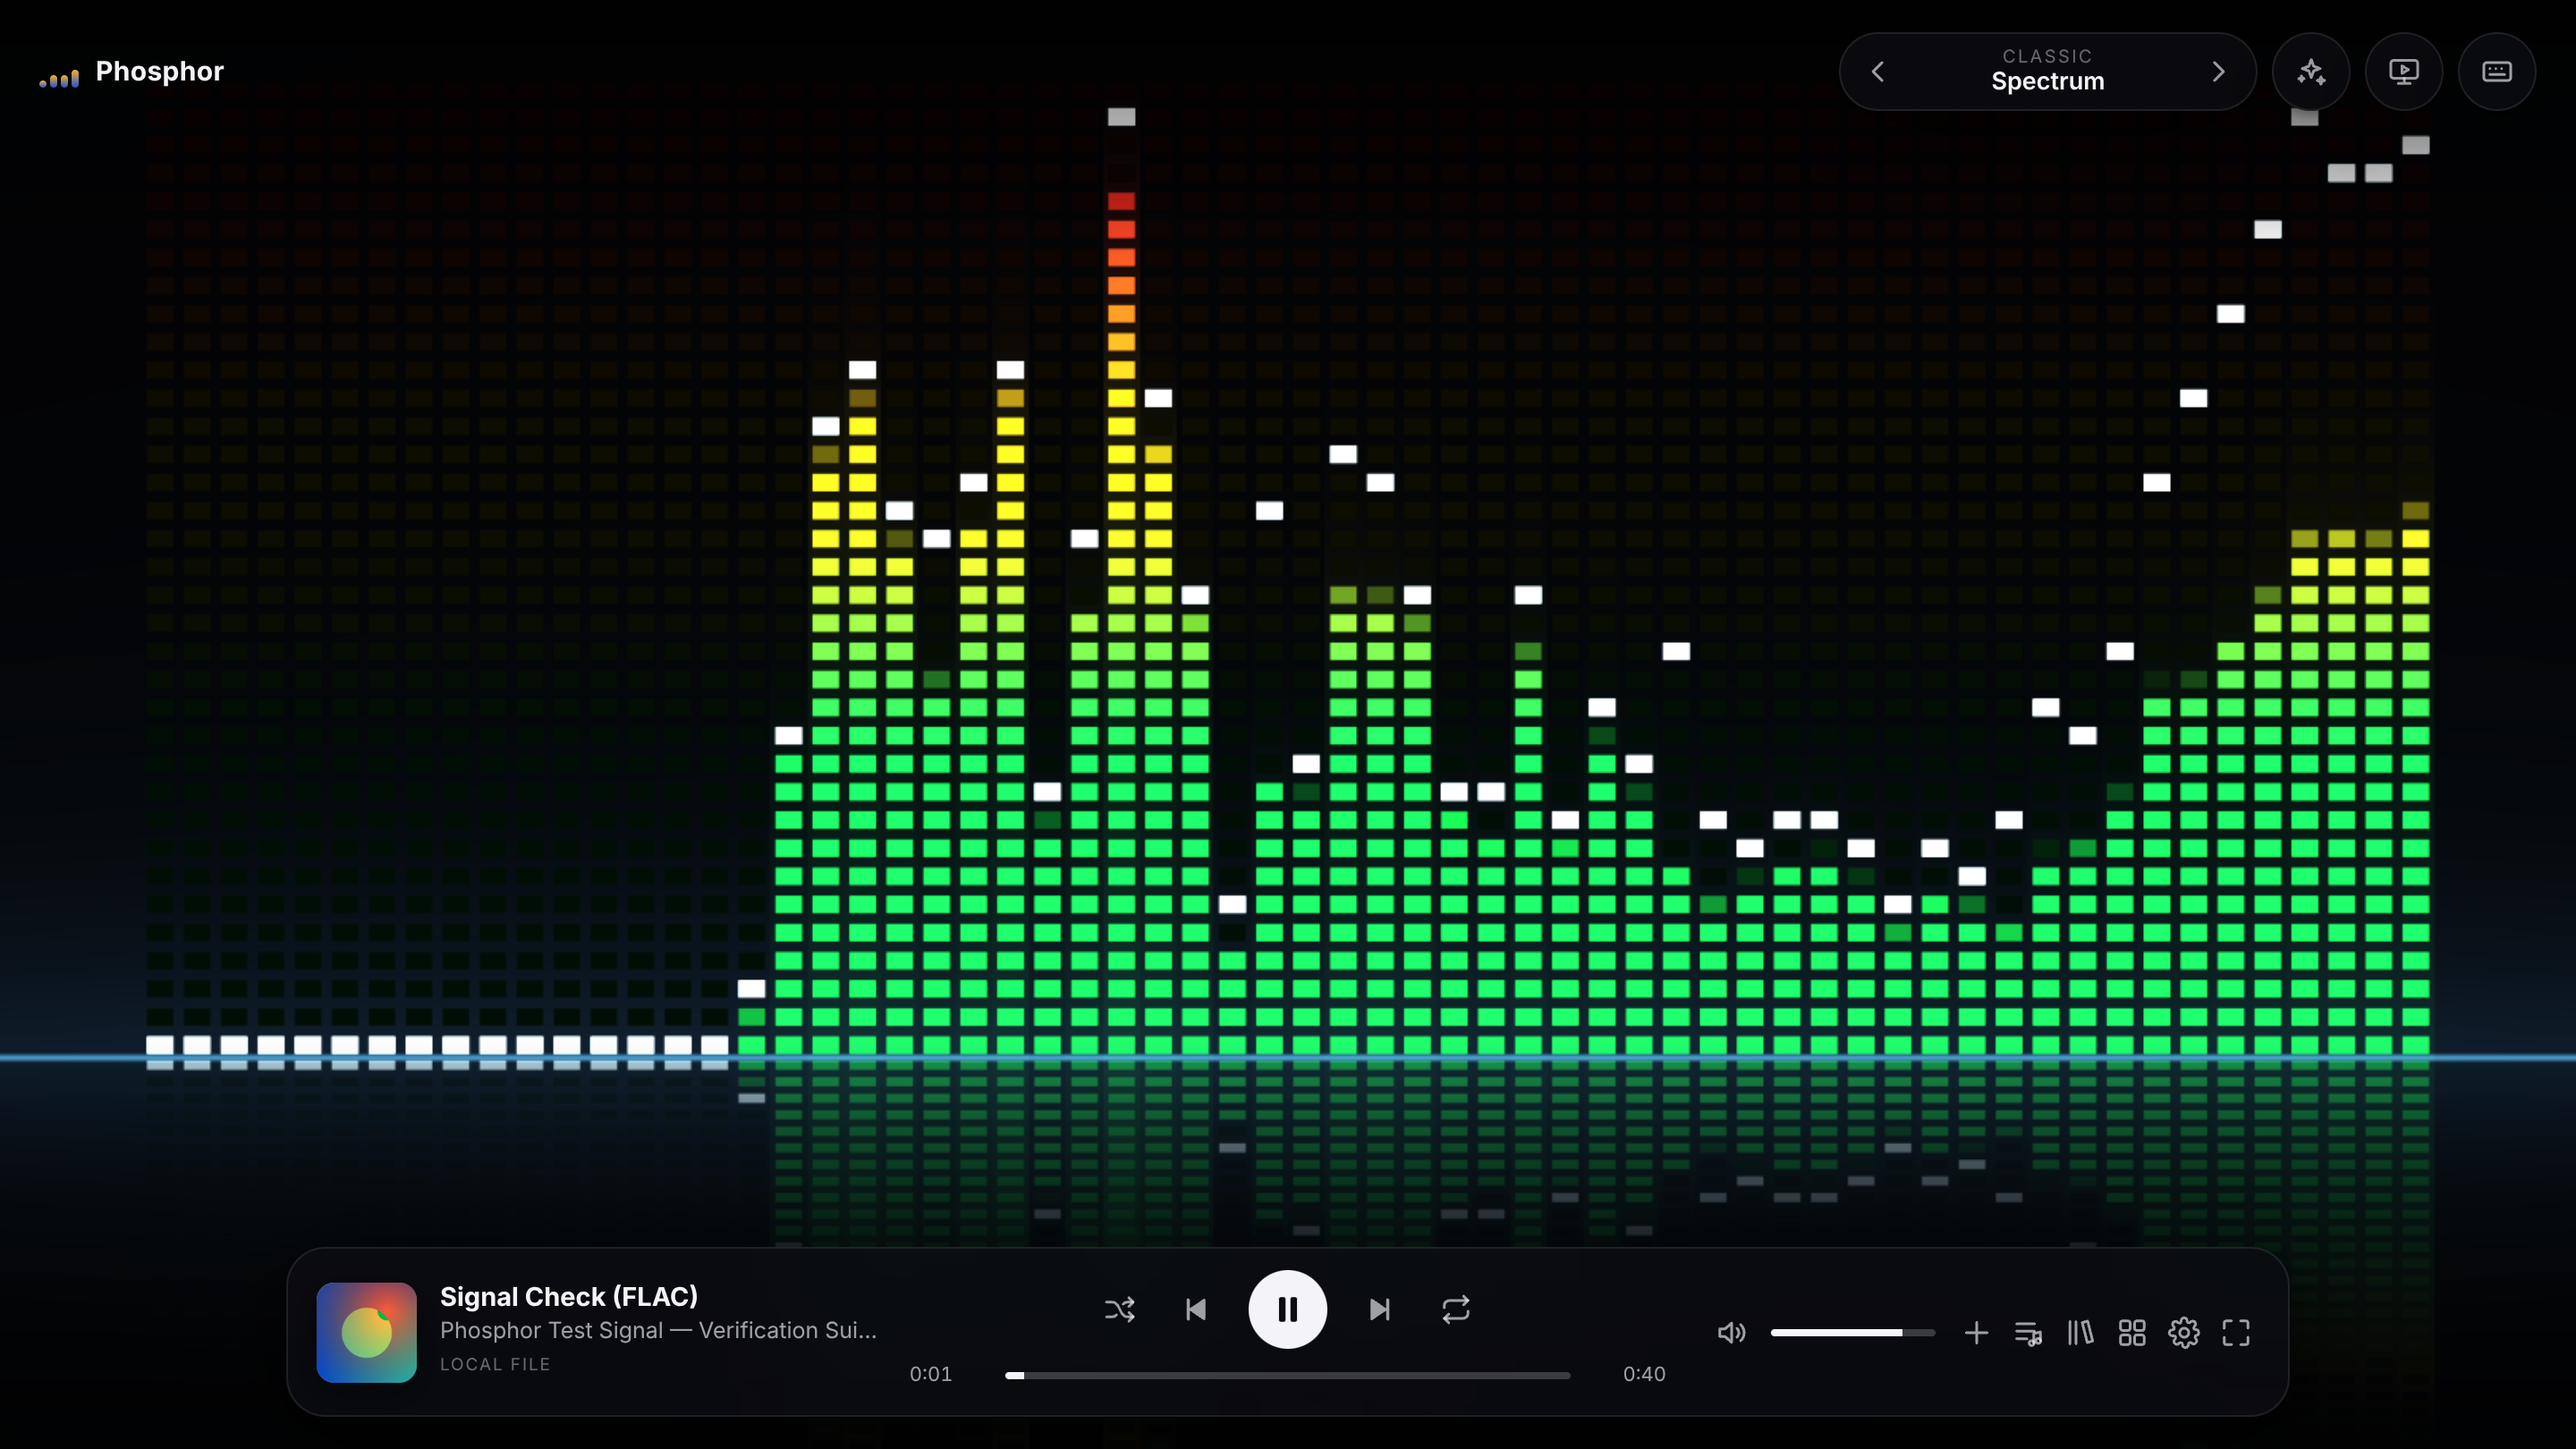 Phosphor
CLASSIC
Spectrum
Signal Check (FLAC)
Phosphor Test Signal — Verification Sui...
LOCAL FILE
0:01
0:40